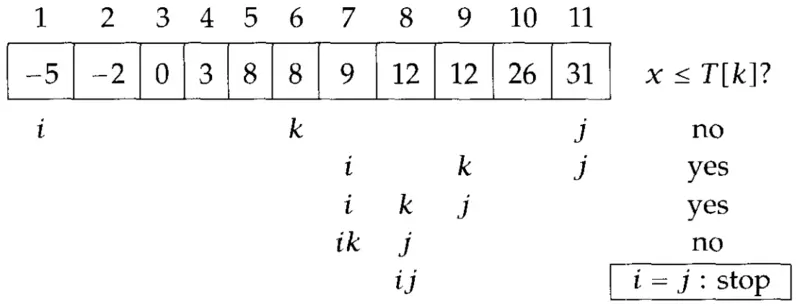 1 2 3 4 5 6 7 8 9 10 11
−5 −2 0 3 8 8 9 12 12 26 31 x ≤ T[k]?
i k j no
i k j yes
i k j yes
ik j no
ij i = j : stop